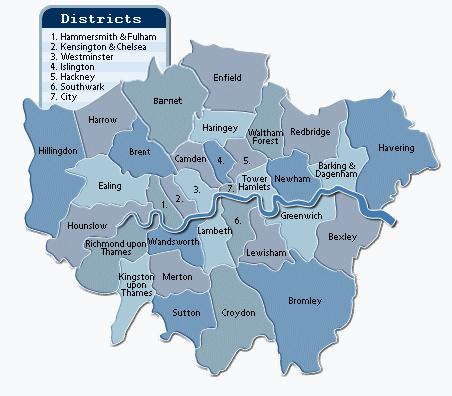 Districts
1. Hammersmith & Fulham
2. Kensington & Chelsea
3. Westminster
4. Islington
5. Hackney
6. Southwark
7. City
Enfield
Barnet
Harrow
Haringey
Waltham
Forest
Redbridge
Havering
Hillingdon
Brent
Camden
4.
5.
Barking &
Dagenham
Ealing
Tower
Hamlets
Newham
1.
2.
3.
7.
Hounslow
Richmond upon
Thames
Wandsworth
Lambeth
6.
Greenwich
Bexley
Lewisham
Kingston
upon
Thames
Merton
Sutton
Croydon
Bromley